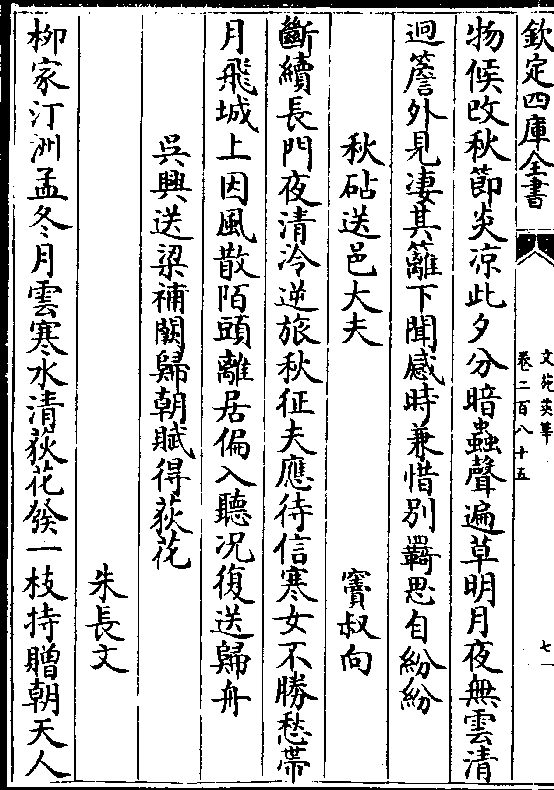 欽定四庫全書
文苑英華
卷二百八十五
七
物候改秋節炎凉此夕分暗蟲聲遍草明月夜無雲清
迥簷外見凄其籬下聞感時兼惜別羇思自紛紛
秋砧送邑大夫
竇叔向
斷續長門夜清冷逆旅秋征夫應待信寒女不勝愁帶
月飛城上因風散陌頭離居偏入聽况復送歸舟
吳興送梁補闕歸朝賦得荻花
朱長文
柳家汀洲孟冬月雲寒水清荻花發一枝持贈朝天人